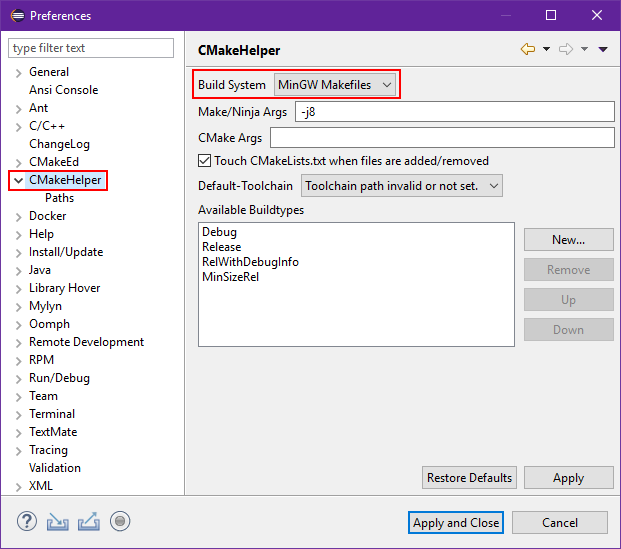 Preferences
type filter text
General
Ansi Console
Ant
C/C++
ChangeLog
CMakeEd
CMakeHelper
Paths
Docker
Help
Install/Update
Java
Library Hover
Mylyn
Oomph
Remote Development
RPM
Run/Debug
Team
Terminal
TextMate
Tracing
Validation
XML
CMakeHelper
Build System MinGW Makefiles
Make/Ninja Args -j8
CMake Args
Touch CMakeLists.txt when files are added/removed
Default-Toolchain Toolchain path invalid or not set.
Available Buildtypes
Debug
Release
RelWithDebugInfo
MinSizeRel
New...
Remove
Up
Down
Restore Defaults Apply
? Apply and Close Cancel